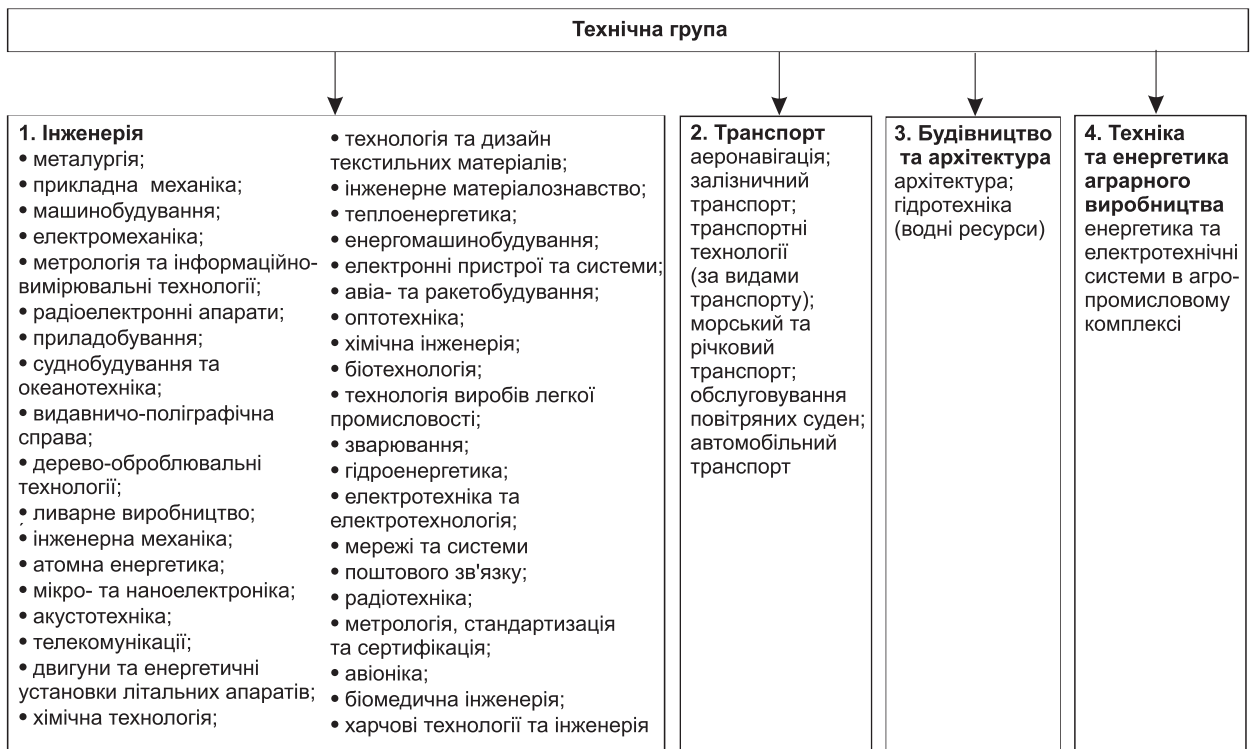 Технічна група
1. Інженерія
• металургія;
• прикладна механіка;
• машинобудування;
• електромеханіка;
• метрологія та інформаційно-
вимірювальні технології;
• радіоелектронні апарати;
• приладобування;
• суднобудування та
океанотехніка;
• видавничо-поліграфічна
справа;
• дерево-оброблювальні
технології;
• ливарне виробництво;
• інженерна механіка;
• атомна енергетика;
• мікро- та наноелектроніка;
• акустотехніка;
• телекомунікації;
• двигуни та енергетичні
установки літальних апаратів;
• хімічна технологія;
• технологія та дизайн
текстильних матеріалів;
• інженерне матеріалознавство;
• теплоенергетика;
• енергомашинобудування;
• електронні пристрої та системи;
• авіа- та ракетобудування;
• оптотехніка;
• хімічна інженерія;
• біотехнологія;
• технологія виробів легкої
промисловості;
• зварювання;
• гідроенергетика;
• електротехніка та
електротехнологія;
• мережі та системи
• поштового зв'язку;
• радіотехніка;
• метрологія, стандартизація
та сертифікація;
• авіоніка;
• біомедична інженерія;
• харчові технології та інженерія
2. Транспорт
аеронавігація;
залізничний
транспорт;
транспортні
технології
(за видами
транспорту);
морський та
річковий
транспорт;
обслуговування
повітряних суден;
автомобільний
транспорт
3. Будівництво
та архітектура
архітектура;
гідротехніка
(водні ресурси)
4. Техніка
та енергетика
аграрного
виробництва
енергетика та
електротехнічні
системи в агро-
промисловому
комплексі